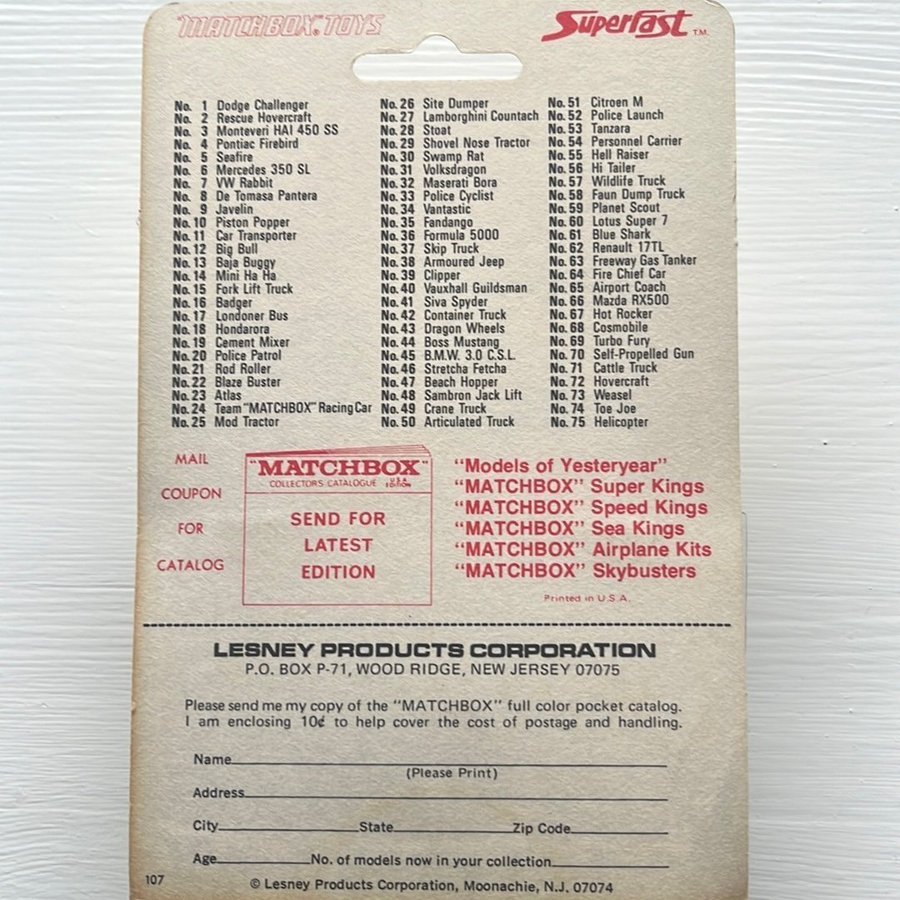 "MATCHBOX" TOYS
Superfast T.M.
No. 1 Dodge Challenger
No. 2 Rescue Hovercraft
No. 3 Monteveri HAI 450 SS
No. 4 Pontiac Firebird
No. 5 Seafire
No. 6 Mercedes 350 SL
No. 7 VW Rabbit
No. 8 De Tomasa Pantera
No. 9 Javelin
No. 10 Piston Popper
No. 11 Car Transporter
No. 12 Big Bull
No. 13 Baja Buggy
No. 14 Mini Ha Ha
No. 15 Fork Lift Truck
No. 16 Badger
No. 17 Londoner Bus
No. 18 Hondarora
No. 19 Cement Mixer
No. 20 Police Patrol
No. 21 Rod Roller
No. 22 Blaze Buster
No. 23 Atlas
No. 24 Team "MATCHBOX" Racing Car
No. 25 Mod Tractor
No. 26 Site Dumper
No. 27 Lamborghini Countach
No. 28 Stoat
No. 29 Shovel Nose Tractor
No. 30 Swamp Rat
No. 31 Volksdragon
No. 32 Maserati Bora
No. 33 Police Cyclist
No. 34 Vantastic
No. 35 Fandango
No. 36 Formula 5000
No. 37 Skip Truck
No. 38 Armoured Jeep
No. 39 Clipper
No. 40 Vauxhall Guildsman
No. 41 Siva Spyder
No. 42 Container Truck
No. 43 Dragon Wheels
No. 44 Boss Mustang
No. 45 B.M.W. 3.0 C.S.L.
No. 46 Stretcha Fetcha
No. 47 Beach Hopper
No. 48 Sambron Jack Lift
No. 49 Crane Truck
No. 50 Articulated Truck
No. 51 Citroen M
No. 52 Police Launch
No. 53 Tanzara
No. 54 Personnel Carrier
No. 55 Hell Raiser
No. 56 Hi Tailer
No. 57 Wildlife Truck
No. 58 Faun Dump Truck
No. 59 Planet Scout
No. 60 Lotus Super 7
No. 61 Blue Shark
No. 62 Renault 17TL
No. 63 Freeway Gas Tanker
No. 64 Fire Chief Car
No. 65 Airport Coach
No. 66 Mazda RX500
No. 67 Hot Rocker
No. 68 Cosmobile
No. 69 Turbo Fury
No. 70 Self-Propelled Gun
No. 71 Cattle Truck
No. 72 Hovercraft
No. 73 Weasel
No. 74 Toe Joe
No. 75 Helicopter
MAIL
COUPON
FOR
CATALOG
"MATCHBOX"
COLLECTORS CATALOGUE USA EDITION
SEND FOR
LATEST
EDITION
"Models of Yesteryear"
"MATCHBOX" Super Kings
"MATCHBOX" Speed Kings
"MATCHBOX" Sea Kings
"MATCHBOX" Airplane Kits
"MATCHBOX" Skybusters
Printed in U.S.A.
LESNEY PRODUCTS CORPORATION
P.O. BOX P-71, WOOD RIDGE, NEW JERSEY 07075
Please send me my copy of the "MATCHBOX" full color pocket catalog.
I am enclosing 10¢ to help cover the cost of postage and handling.
Name
(Please Print)
Address
City State Zip Code
Age No. of models now in your collection
107
© Lesney Products Corporation, Moonachie, N.J. 07074